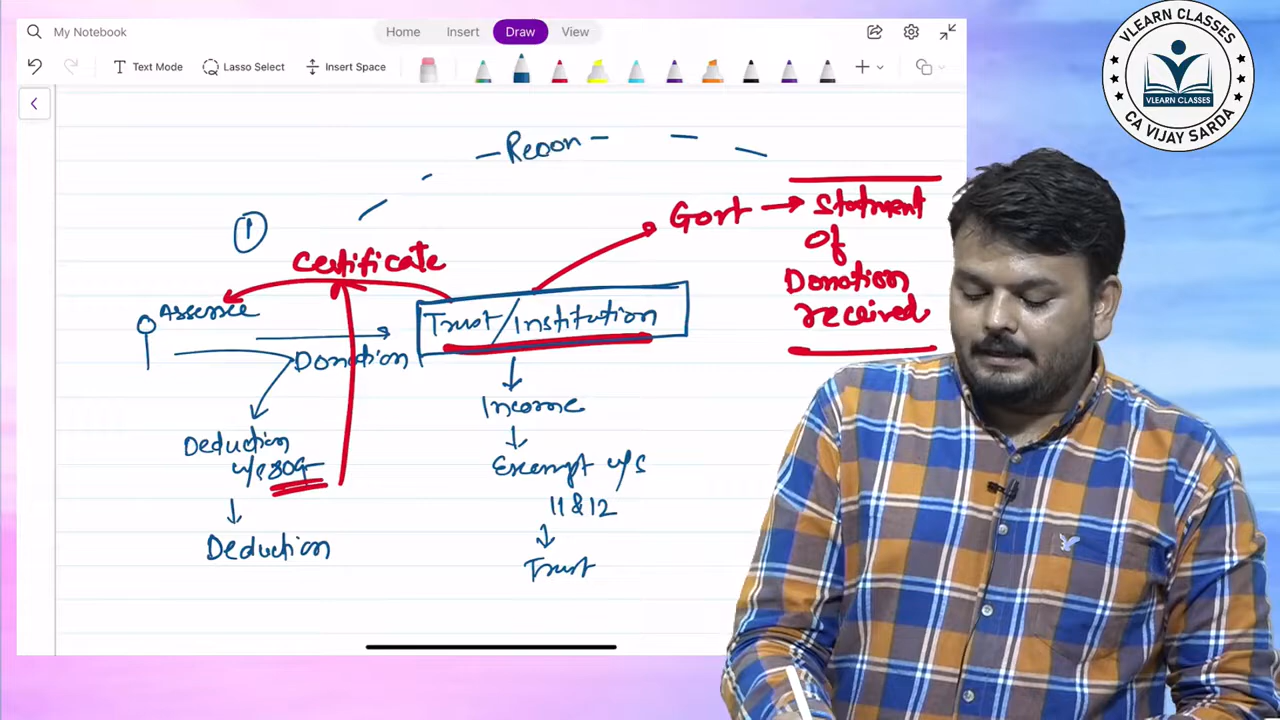 My Notebook
Home Insert Draw View
Text Mode Lasso Select Insert Space
VLEARN CLASSES
VLEARN CLASSES
CA VIJAY SARDA
- Recon -
1
Govt → Statment
of
Donation
received
Certificate
Assessee
Trust/Institution
Donation
Deduction
u/s 80G
Deduction
Income
Exempt u/s
11 & 12
Trust